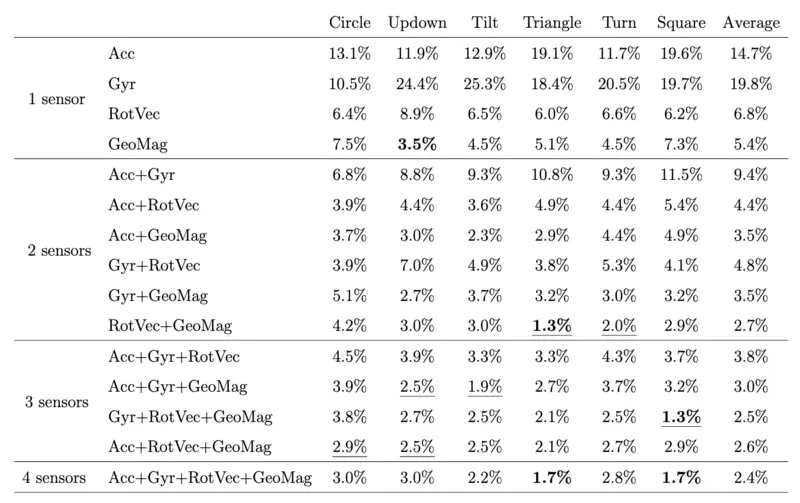 Circle Updown Tilt Triangle Turn Square Average
Acc 13.1% 11.9% 12.9% 19.1% 11.7% 19.6% 14.7%
Gyr 10.5% 24.4% 25.3% 18.4% 20.5% 19.7% 19.8%
1 sensor
RotVec 6.4% 8.9% 6.5% 6.0% 6.6% 6.2% 6.8%
GeoMag 7.5% 3.5% 4.5% 5.1% 4.5% 7.3% 5.4%
Acc+Gyr 6.8% 8.8% 9.3% 10.8% 9.3% 11.5% 9.4%
Acc+RotVec 3.9% 4.4% 3.6% 4.9% 4.4% 5.4% 4.4%
Acc+GeoMag 3.7% 3.0% 2.3% 2.9% 4.4% 4.9% 3.5%
2 sensors
Gyr+RotVec 3.9% 7.0% 4.9% 3.8% 5.3% 4.1% 4.8%
Gyr+GeoMag 5.1% 2.7% 3.7% 3.2% 3.0% 3.2% 3.5%
RotVec+GeoMag 4.2% 3.0% 3.0% 1.3% 2.0% 2.9% 2.7%
Acc+Gyr+RotVec 4.5% 3.9% 3.3% 3.3% 4.3% 3.7% 3.8%
Acc+Gyr+GeoMag 3.9% 2.5% 1.9% 2.7% 3.7% 3.2% 3.0%
3 sensors
Gyr+RotVec+GeoMag 3.8% 2.7% 2.5% 2.1% 2.5% 1.3% 2.5%
Acc+RotVec+GeoMag 2.9% 2.5% 2.5% 2.1% 2.7% 2.9% 2.6%
4 sensors Acc+Gyr+RotVec+GeoMag 3.0% 3.0% 2.2% 1.7% 2.8% 1.7% 2.4%